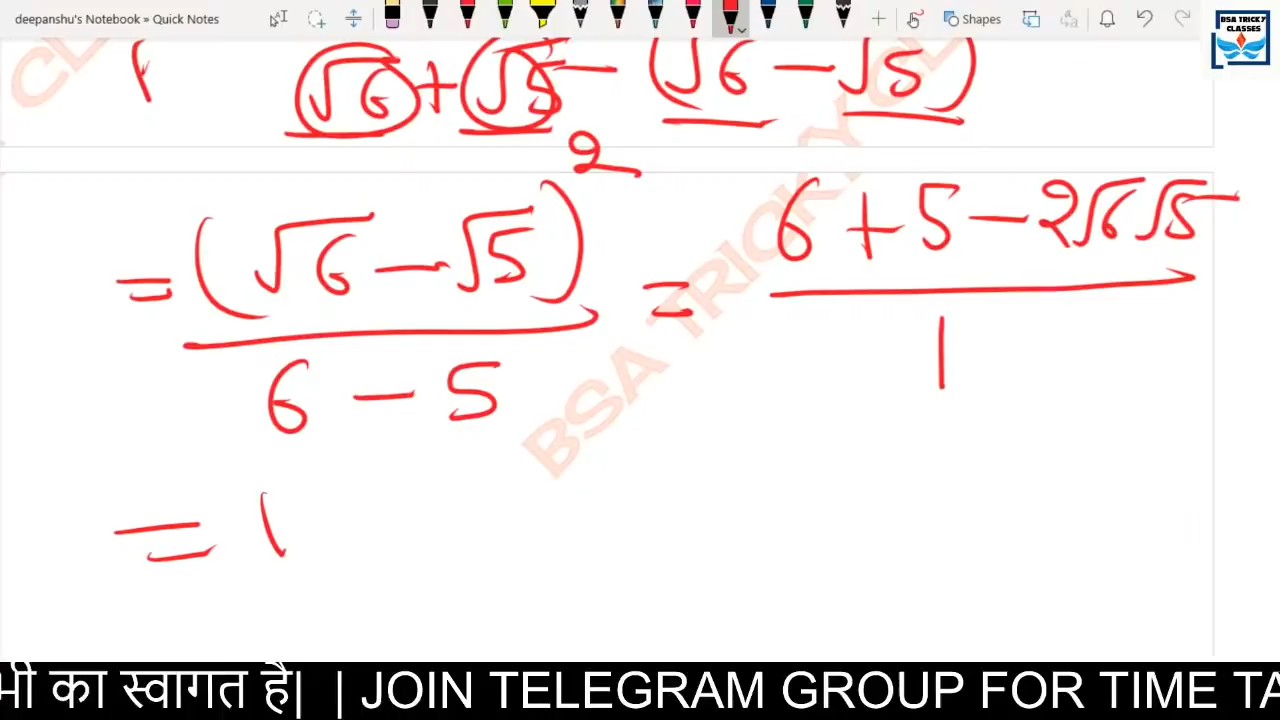 deepanshu's Notebook » Quick Notes
Shapes
BSA TRICKY CLASSES
√6 + √5 − (√6 − √5)
= (√6 − √5)² / 6 − 5 = 6 + 5 − 2√6√5 / 1
= 1
BSA TRICKY
भी का स्वागत है| | JOIN TELEGRAM GROUP FOR TIME TA